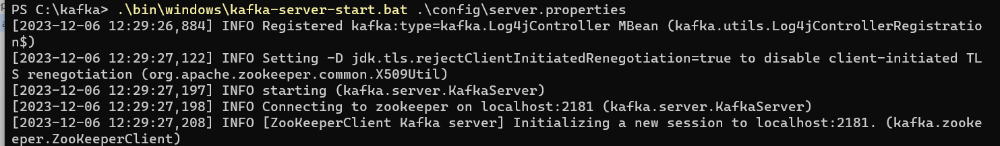 PS C:\kafka> .\bin\windows\kafka-server-start.bat .\config\server.properties
[2023-12-06 12:29:26,884] INFO Registered kafka:type=kafka.Log4jController MBean (kafka.utils.Log4jControllerRegistratio
n$)
[2023-12-06 12:29:27,122] INFO Setting -D jdk.tls.rejectClientInitiatedRenegotiation=true to disable client-initiated TL
S renegotiation (org.apache.zookeeper.common.X509Util)
[2023-12-06 12:29:27,197] INFO starting (kafka.server.KafkaServer)
[2023-12-06 12:29:27,198] INFO Connecting to zookeeper on localhost:2181 (kafka.server.KafkaServer)
[2023-12-06 12:29:27,208] INFO [ZooKeeperClient Kafka server] Initializing a new session to localhost:2181. (kafka.zooke
eper.ZooKeeperClient)